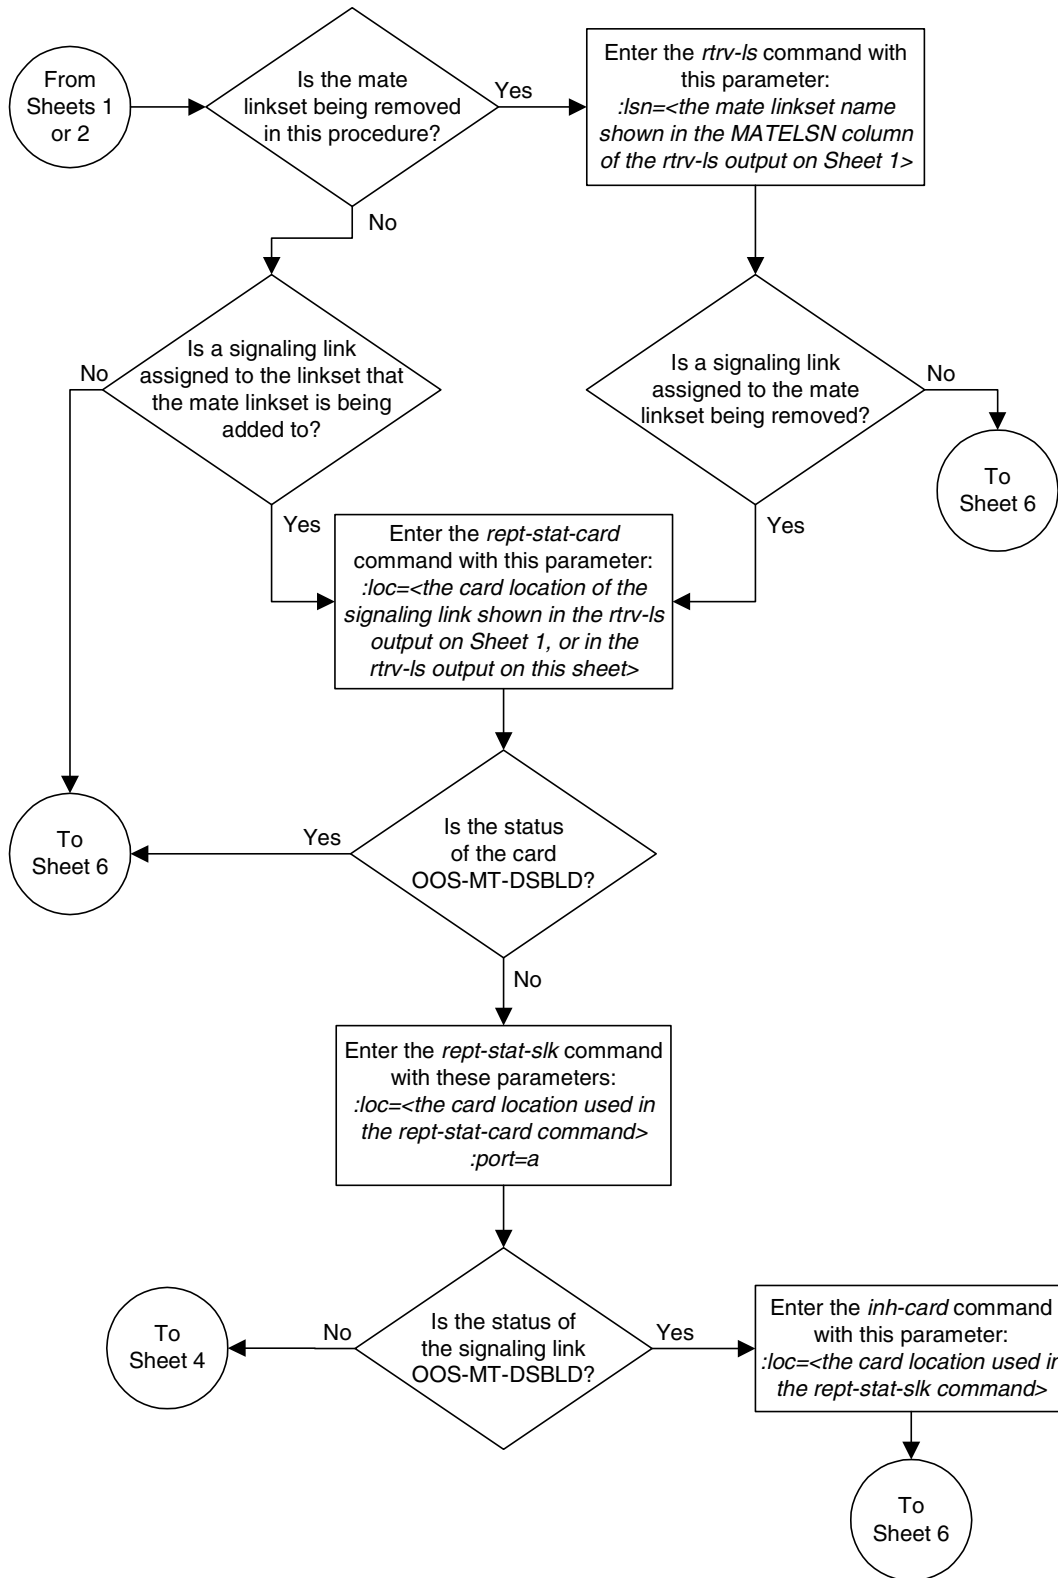 From
Sheets 1
or 2
Is the mate
linkset being removed
in this procedure?
Yes
Enter the rtrv-ls command with
this parameter:
:lsn=<the mate linkset name
shown in the MATELSN column
of the rtrv-ls output on Sheet 1>
No
Is a signaling link
assigned to the linkset that
the mate linkset is being
added to?
No
Yes
Is a signaling link
assigned to the mate
linkset being removed?
No
To
Sheet 6
Yes
Enter the rept-stat-card
command with this parameter:
:loc=<the card location of the
signaling link shown in the rtrv-ls
output on Sheet 1, or in the
rtrv-ls output on this sheet>
Is the status
of the card
OOS-MT-DSBLD?
Yes
To
Sheet 6
No
Enter the rept-stat-slk command
with these parameters:
:loc=<the card location used in
the rept-stat-card command>
:port=a
Is the status of
the signaling link
OOS-MT-DSBLD?
No
To
Sheet 4
Yes
Enter the inh-card command
with this parameter:
:loc=<the card location used in
the rept-stat-slk command>
To
Sheet 6